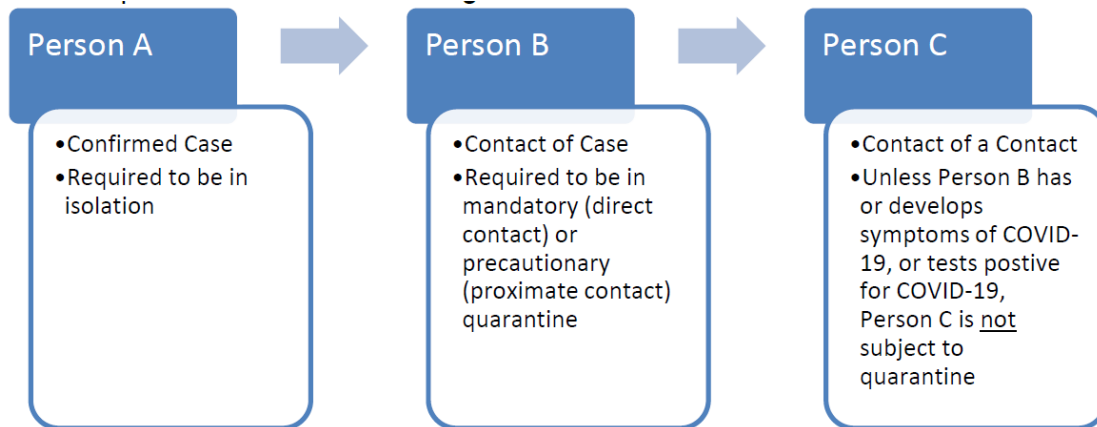 Person A
•Confirmed Case
•Required to be in
isolation
Person B
•Contact of Case
•Required to be in
mandatory (direct
contact) or
precautionary
(proximate contact)
quarantine
Person C
•Contact of a Contact
•Unless Person B has
or develops
symptoms of COVID-
19, or tests postive
for COVID-19,
Person C is not
subject to
quarantine